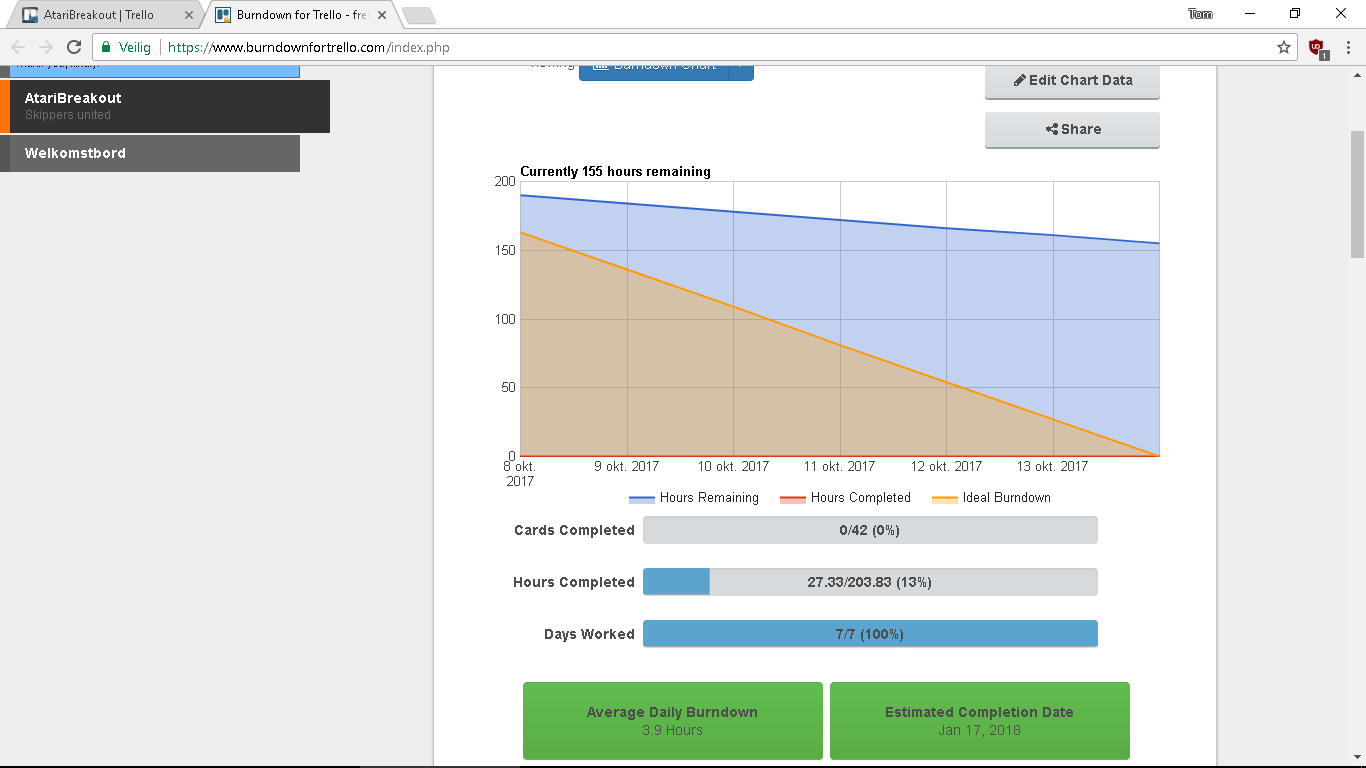 AtariBreakout | Trello
Burndown for Trello - fre
Tom
Veilig
https://www.burndownfortrello.com/index.php
1
AtariBreakout
Skippers united
Welkomstbord
Burndown Chart
Edit Chart Data
Share
Currently 155 hours remaining
200
150
100
50
0
8 okt.
2017
9 okt. 2017
10 okt. 2017
11 okt. 2017
12 okt. 2017
13 okt. 2017
Hours Remaining
Hours Completed
Ideal Burndown
Cards Completed
0/42 (0%)
Hours Completed
27.33/203.83 (13%)
Days Worked
7/7 (100%)
Average Daily Burndown
3.9 Hours
Estimated Completion Date
Jan 17, 2018